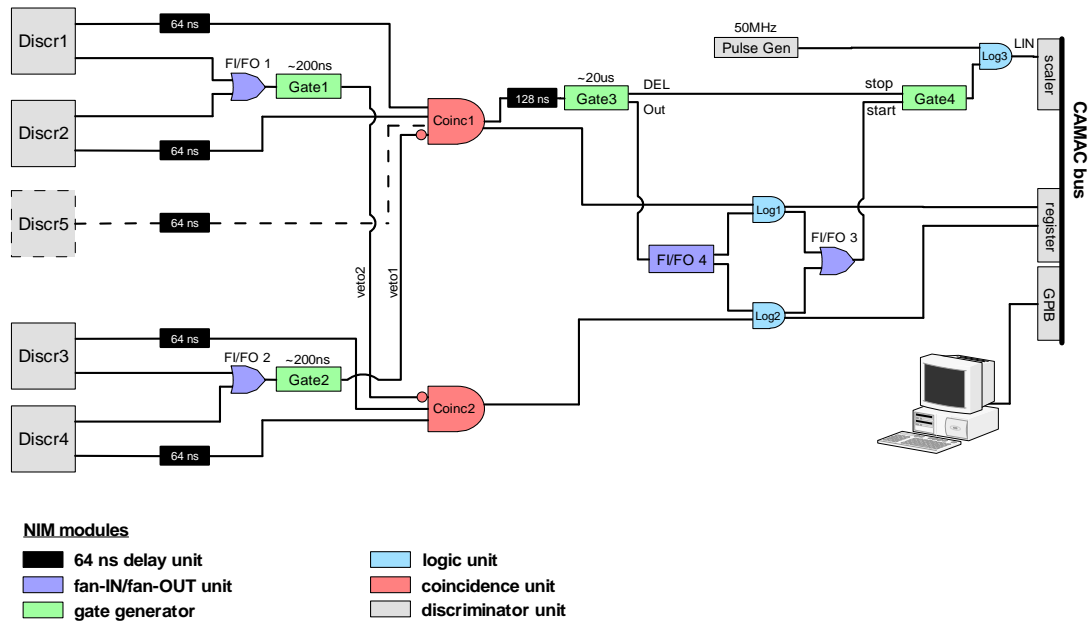 50MHz
Pulse Gen
Log3
LIN
scaler
CAMAC bus
64 ns
Discr1
FI/FO 1
~200ns
Gate1
~20us
128 ns
Gate3
DEL
Out
stop
start
Gate4
Coinc1
Discr2
64 ns
Discr5
64 ns
veto2
veto1
Log1
FI/FO 3
FI/FO 4
Log2
register
GPIB
Discr3
64 ns
FI/FO 2
~200ns
Gate2
Coinc2
Discr4
64 ns
NIM modules
64 ns delay unit
fan-IN/fan-OUT unit
gate generator
logic unit
coincidence unit
discriminator unit